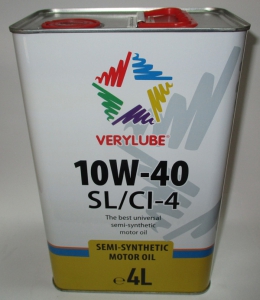 VERYLUBE®
10W-40
SL/CI-4
The best universal
semi-synthetic
motor oil
SEMI-SYNTHETIC
MOTOR OIL
℮4L